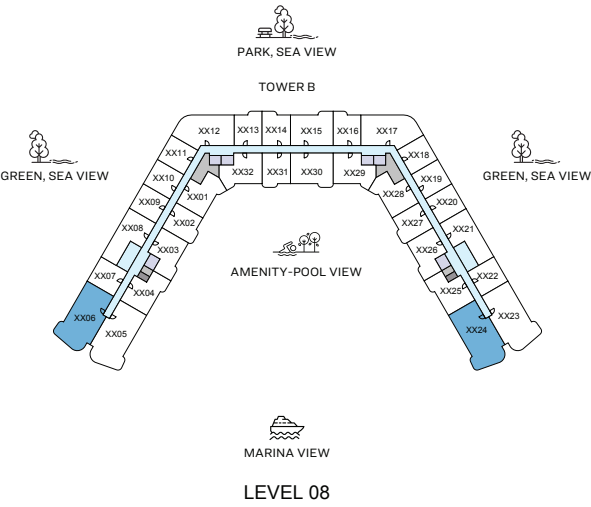 PARK, SEA VIEW
TOWER B
XX12
XX13
XX14
XX15
XX16
XX17
XX11
XX18
GREEN, SEA VIEW
GREEN, SEA VIEW
XX10
XX32
XX31
XX30
XX29
XX19
XX09
XX01
XX28
XX20
XX08
XX02
XX27
XX21
XX03
XX26
AMENITY-POOL VIEW
XX07
XX04
XX25
XX22
XX06
XX05
XX24
XX23
MARINA VIEW
LEVEL 08